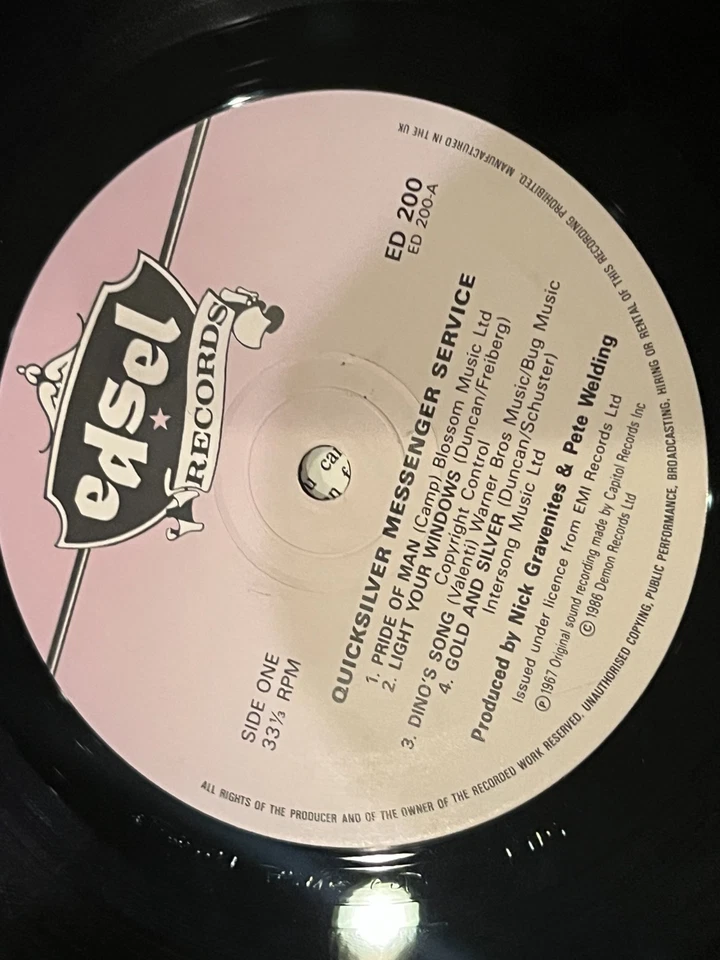 edsel
RECORDS
SIDE ONE
33⅓ RPM
ED 200
ED 200-A
QUICKSILVER MESSENGER SERVICE
1. PRIDE OF MAN (Camp) Blossom Music Ltd
2. LIGHT YOUR WINDOWS (Duncan/Freiberg)
Copyright Control
3. DINO'S SONG (Valenti) Warner Bros Music/Bug Music
4. GOLD AND SILVER (Duncan/Schuster)
Intersong Music Ltd
Produced by Nick Gravenites & Pete Welding
Issued under licence from EMI Records Ltd
Ⓟ1967 Original sound recording made by Capitol Records Inc
© 1986 Demon Records Ltd
ALL RIGHTS OF THE PRODUCER AND OF THE OWNER OF THE RECORDED WORK RESERVED. UNAUTHORISED COPYING, PUBLIC PERFORMANCE, BROADCASTING, HIRING OR RENTAL OF THIS RECORDING PROHIBITED. MANUFACTURED IN THE UK